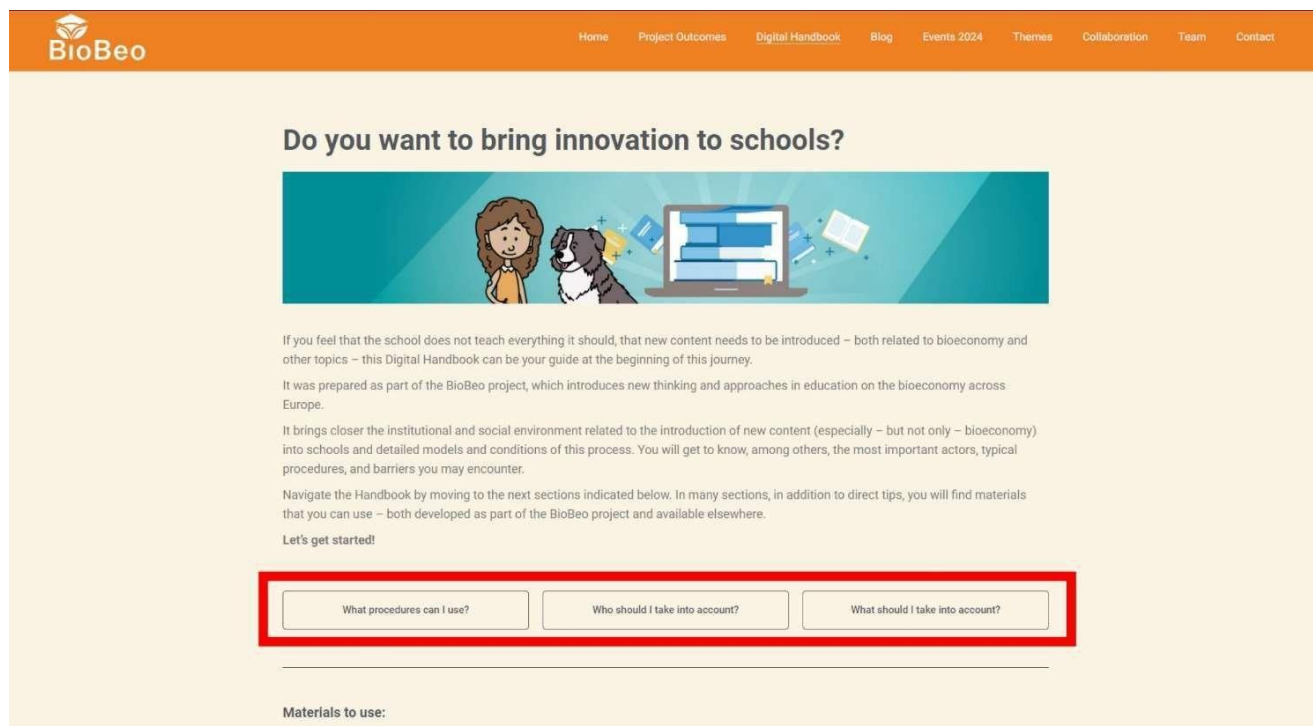 BioBeo
Home Project Outcomes Digital Handbook Blog Events 2024 Themes Collaboration Team Contact
Do you want to bring innovation to schools?
If you feel that the school does not teach everything it should, that new content needs to be introduced – both related to bioeconomy and
other topics – this Digital Handbook can be your guide at the beginning of this journey.
It was prepared as part of the BioBeo project, which introduces new thinking and approaches in education on the bioeconomy across
Europe.
It brings closer the institutional and social environment related to the introduction of new content (especially – but not only – bioeconomy)
into schools and detailed models and conditions of this process. You will get to know, among others, the most important actors, typical
procedures, and barriers you may encounter.
Navigate the Handbook by moving to the next sections indicated below. In many sections, in addition to direct tips, you will find materials
that you can use – both developed as part of the BioBeo project and available elsewhere.
Let's get started!
What procedures can I use? Who should I take into account? What should I take into account?
Materials to use: